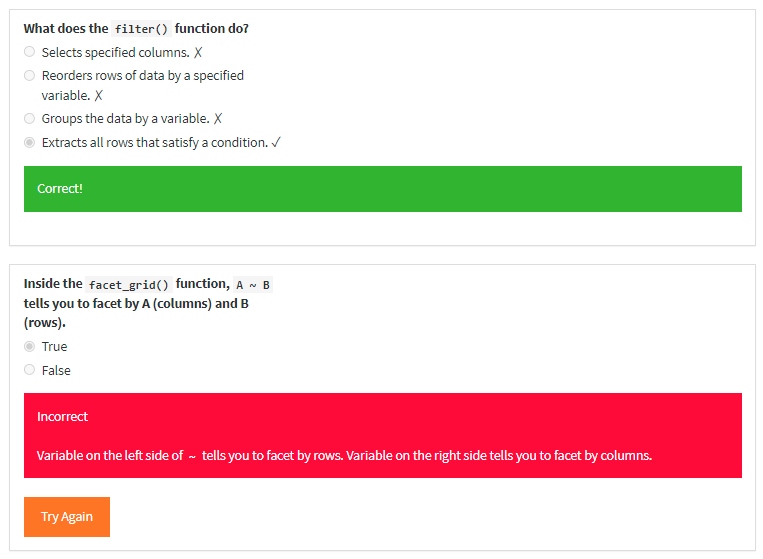 What does the filter() function do?
Selects specified columns. ✗
Reorders rows of data by a specified
variable. ✗
Groups the data by a variable. ✗
Extracts all rows that satisfy a condition. ✓
Correct!
Inside the facet_grid() function, A ~ B
tells you to facet by A (columns) and B
(rows).
True
False
Incorrect
Variable on the left side of ~ tells you to facet by rows. Variable on the right side tells you to facet by columns.
Try Again